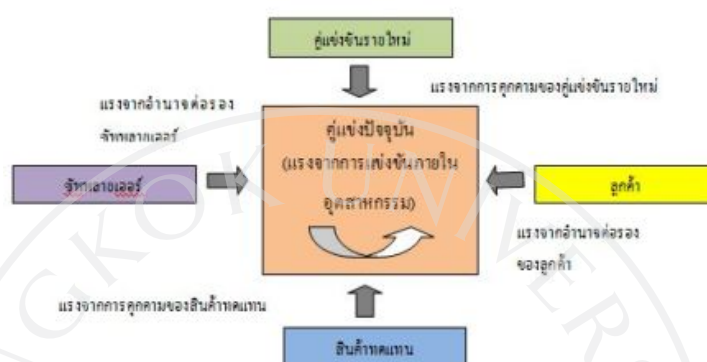 คู่แข่งขันรายใหม่
แรงจากการคุกคามของคู่แข่งขันรายใหม่
แรงจากอำนาจต่อรอง
ซัพพลายเออร์
คู่แข่งปัจจุบัน
(แรงจากการแข่งขันภายใน
อุตสาหกรรม)
ซัพพลายเออร์
ลูกค้า
แรงจากอำนาจต่อรอง
ของลูกค้า
แรงจากการคุกคามของสินค้าทดแทน
สินค้าทดแทน
GKOK UNIVER